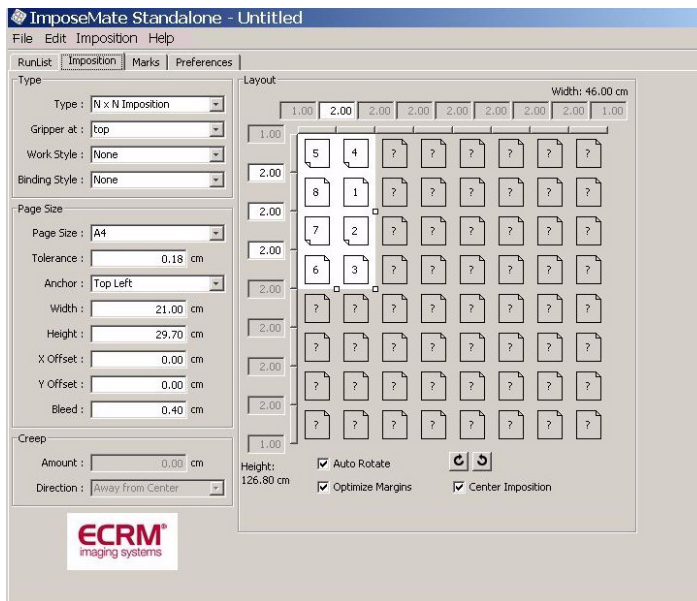 ImposeMate Standalone - Untitled
File Edit Imposition Help
RunList Imposition Marks Preferences
Type
Type : N x N Imposition
Gripper at : top
Work Style : None
Binding Style : None
Page Size
Page Size : A4
Tolerance : 0.18 cm
Anchor : Top Left
Width : 21.00 cm
Height : 29.70 cm
X Offset : 0.00 cm
Y Offset : 0.00 cm
Bleed : 0.40 cm
Creep
Amount : 0.00 cm
Direction : Away from Center
ECRM®
imaging systems
Layout
Width: 46.00 cm
1.00 2.00 2.00 2.00 2.00 2.00 2.00 2.00 1.00
1.00
5 4 ? ? ? ? ? ?
2.00
8 1 ? ? ? ? ? ?
2.00
7 2 ? ? ? ? ? ?
2.00
6 3 ? ? ? ? ? ?
2.00
? ? ? ? ? ? ? ?
2.00
? ? ? ? ? ? ? ?
2.00
? ? ? ? ? ? ? ?
2.00
? ? ? ? ? ? ? ?
1.00
Height:
126.80 cm
Auto Rotate
Optimize Margins Center Imposition